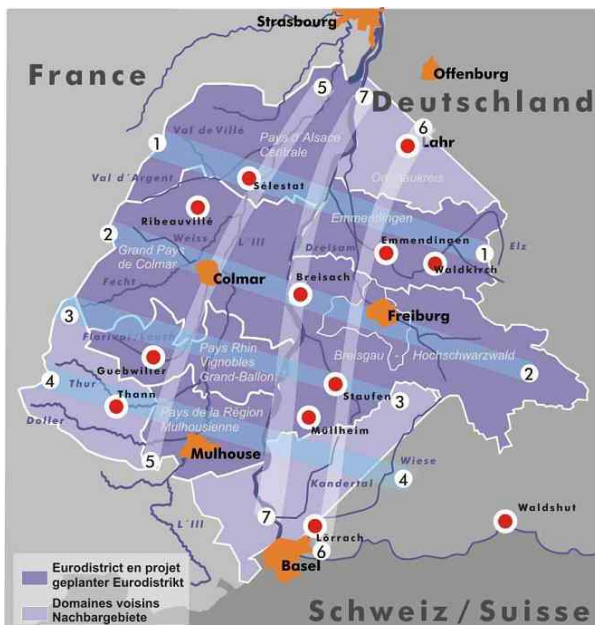 Strasbourg
France
Offenburg
Deutschland
5
7
6
Lahr
1
Val de Villé
Pays d'Alsace
Centrale
Ortenaukreis
Val d'Argent
Sélestat
Ribeauvillé
Emmendingen
2
Weiss
L'Ill
Dreisam
Emmendingen
Elz
1
Grand Pays
de Colmar
Waldkirch
Fecht
Colmar
Breisach
3
Freiburg
Florival/Lauch
Pays Rhin
Vignobles
Grand-Ballon
Breisgau
Hochschwarzwald
Guebwiller
2
4
Thur
Staufen
3
Thann
Pays de la Région
Mulhousienne
Doller
Müllheim
Mulhouse
5
Wiese
4
Kandertal
Waldshut
L'Ill
7
Lörrach
6
Basel
Eurodistrict en projet
geplanter Eurodistrikt
Domaines voisins
Nachbargebiete
Schweiz/Suisse